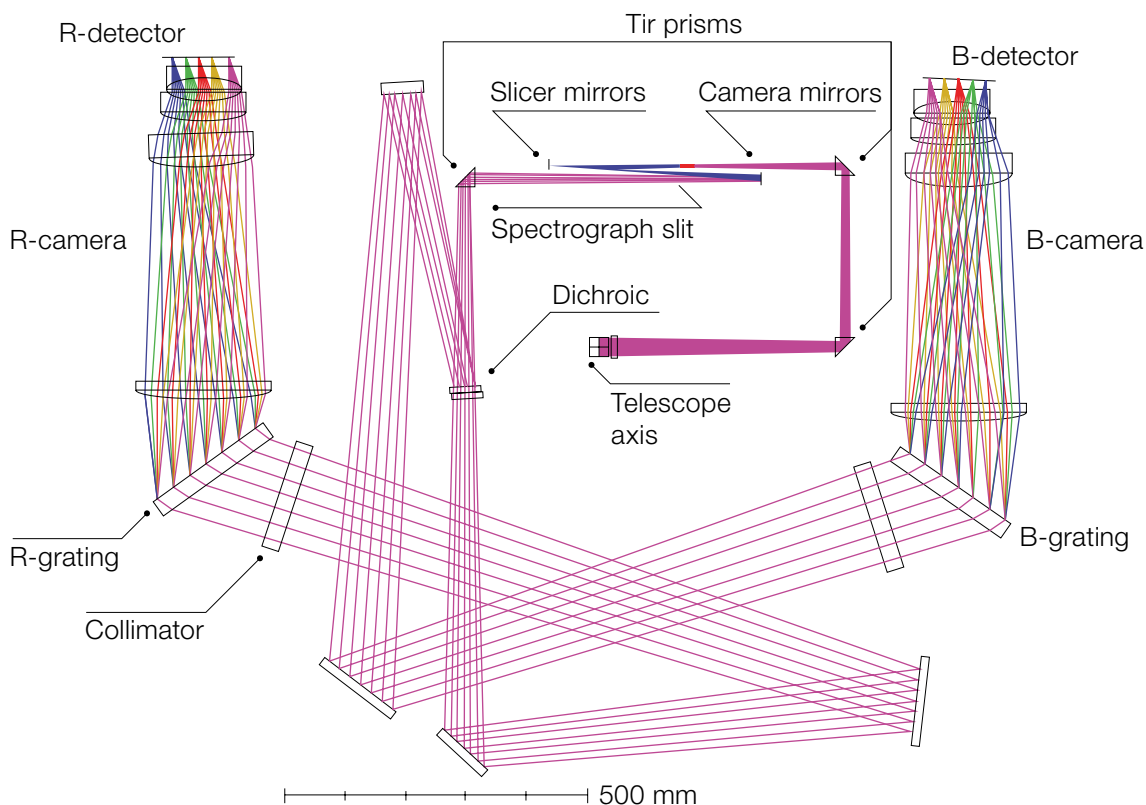 Tir prisms
R-detector
B-detector
Slicer mirrors
Camera mirrors
Spectrograph slit
R-camera
B-camera
Dichroic
Telescope
axis
R-grating
B-grating
Collimator
500 mm